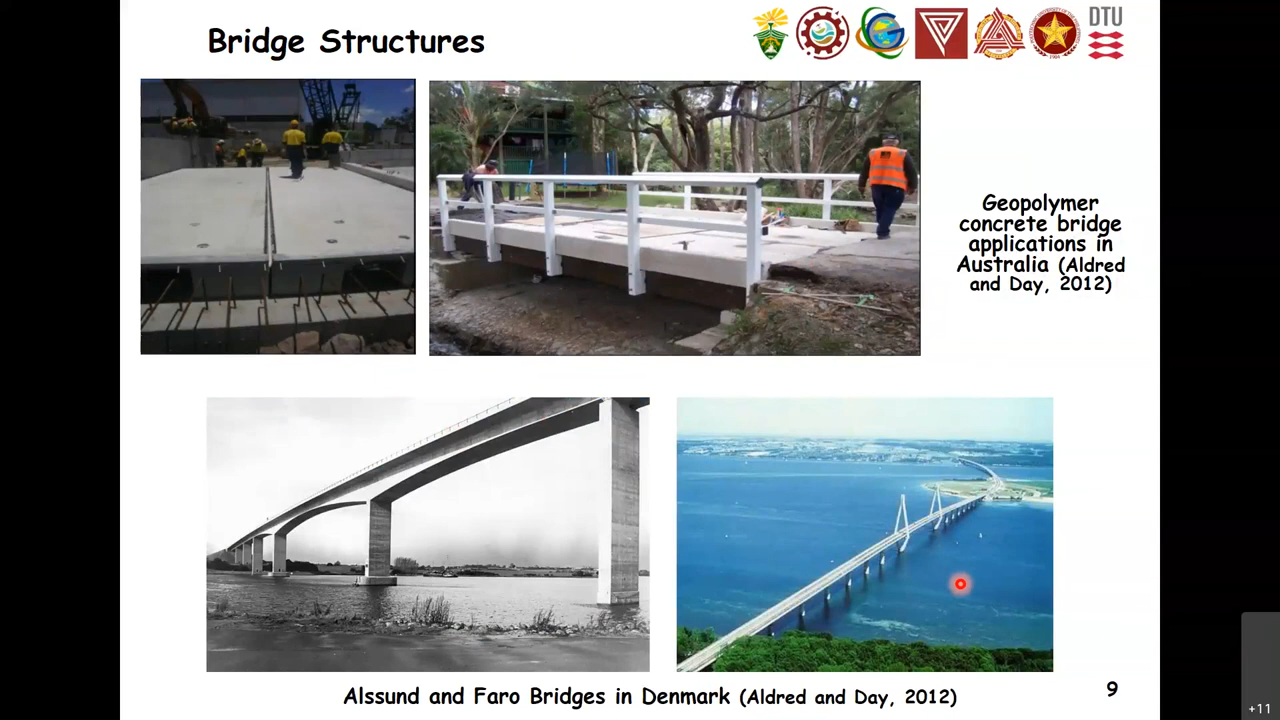 Bridge Structures
DTU
Geopolymer
concrete bridge
applications in
Australia (Aldred
and Day, 2012)
Alssund and Faro Bridges in Denmark (Aldred and Day, 2012)
9
+11